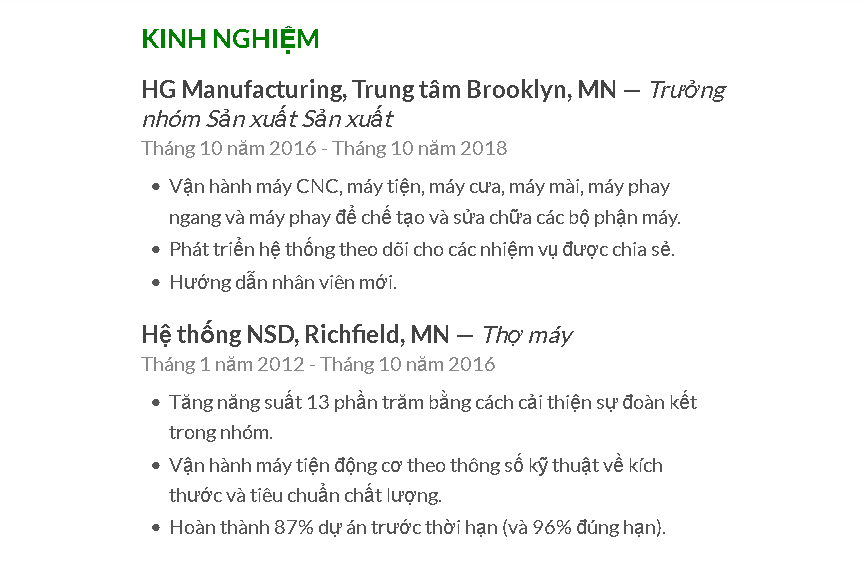 KINH NGHIỆM
HG Manufacturing, Trung tâm Brooklyn, MN — Trưởng
nhóm Sản xuất Sản xuất
Tháng 10 năm 2016 - Tháng 10 năm 2018
• Vận hành máy CNC, máy tiện, máy cưa, máy mài, máy phay
ngang và máy phay để chế tạo và sửa chữa các bộ phận máy.
• Phát triển hệ thống theo dõi cho các nhiệm vụ được chia sẻ.
• Hướng dẫn nhân viên mới.
Hệ thống NSD, Richfield, MN — Thợ máy
Tháng 1 năm 2012 - Tháng 10 năm 2016
• Tăng năng suất 13 phần trăm bằng cách cải thiện sự đoàn kết
trong nhóm.
• Vận hành máy tiện động cơ theo thông số kỹ thuật về kích
thước và tiêu chuẩn chất lượng.
• Hoàn thành 87% dự án trước thời hạn (và 96% đúng hạn).